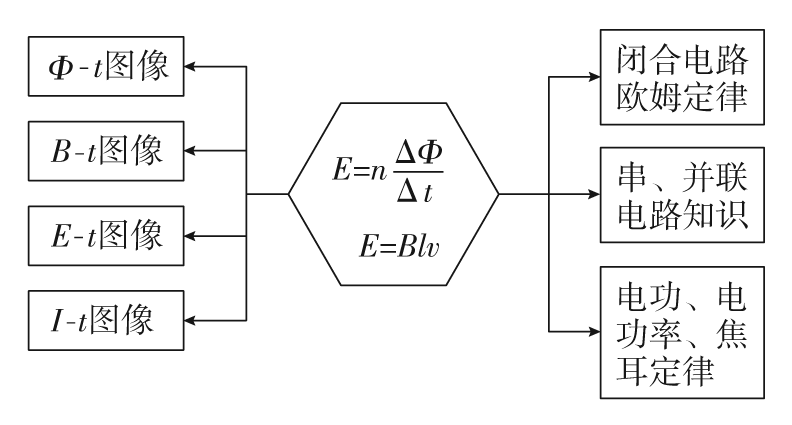 Φ-t图像
B-t图像
E-t图像
I-t图像
E=n ΔΦ/Δt
E=Blv
闭合电路
欧姆定律
串、并联
电路知识
电功、电
功率、焦
耳定律